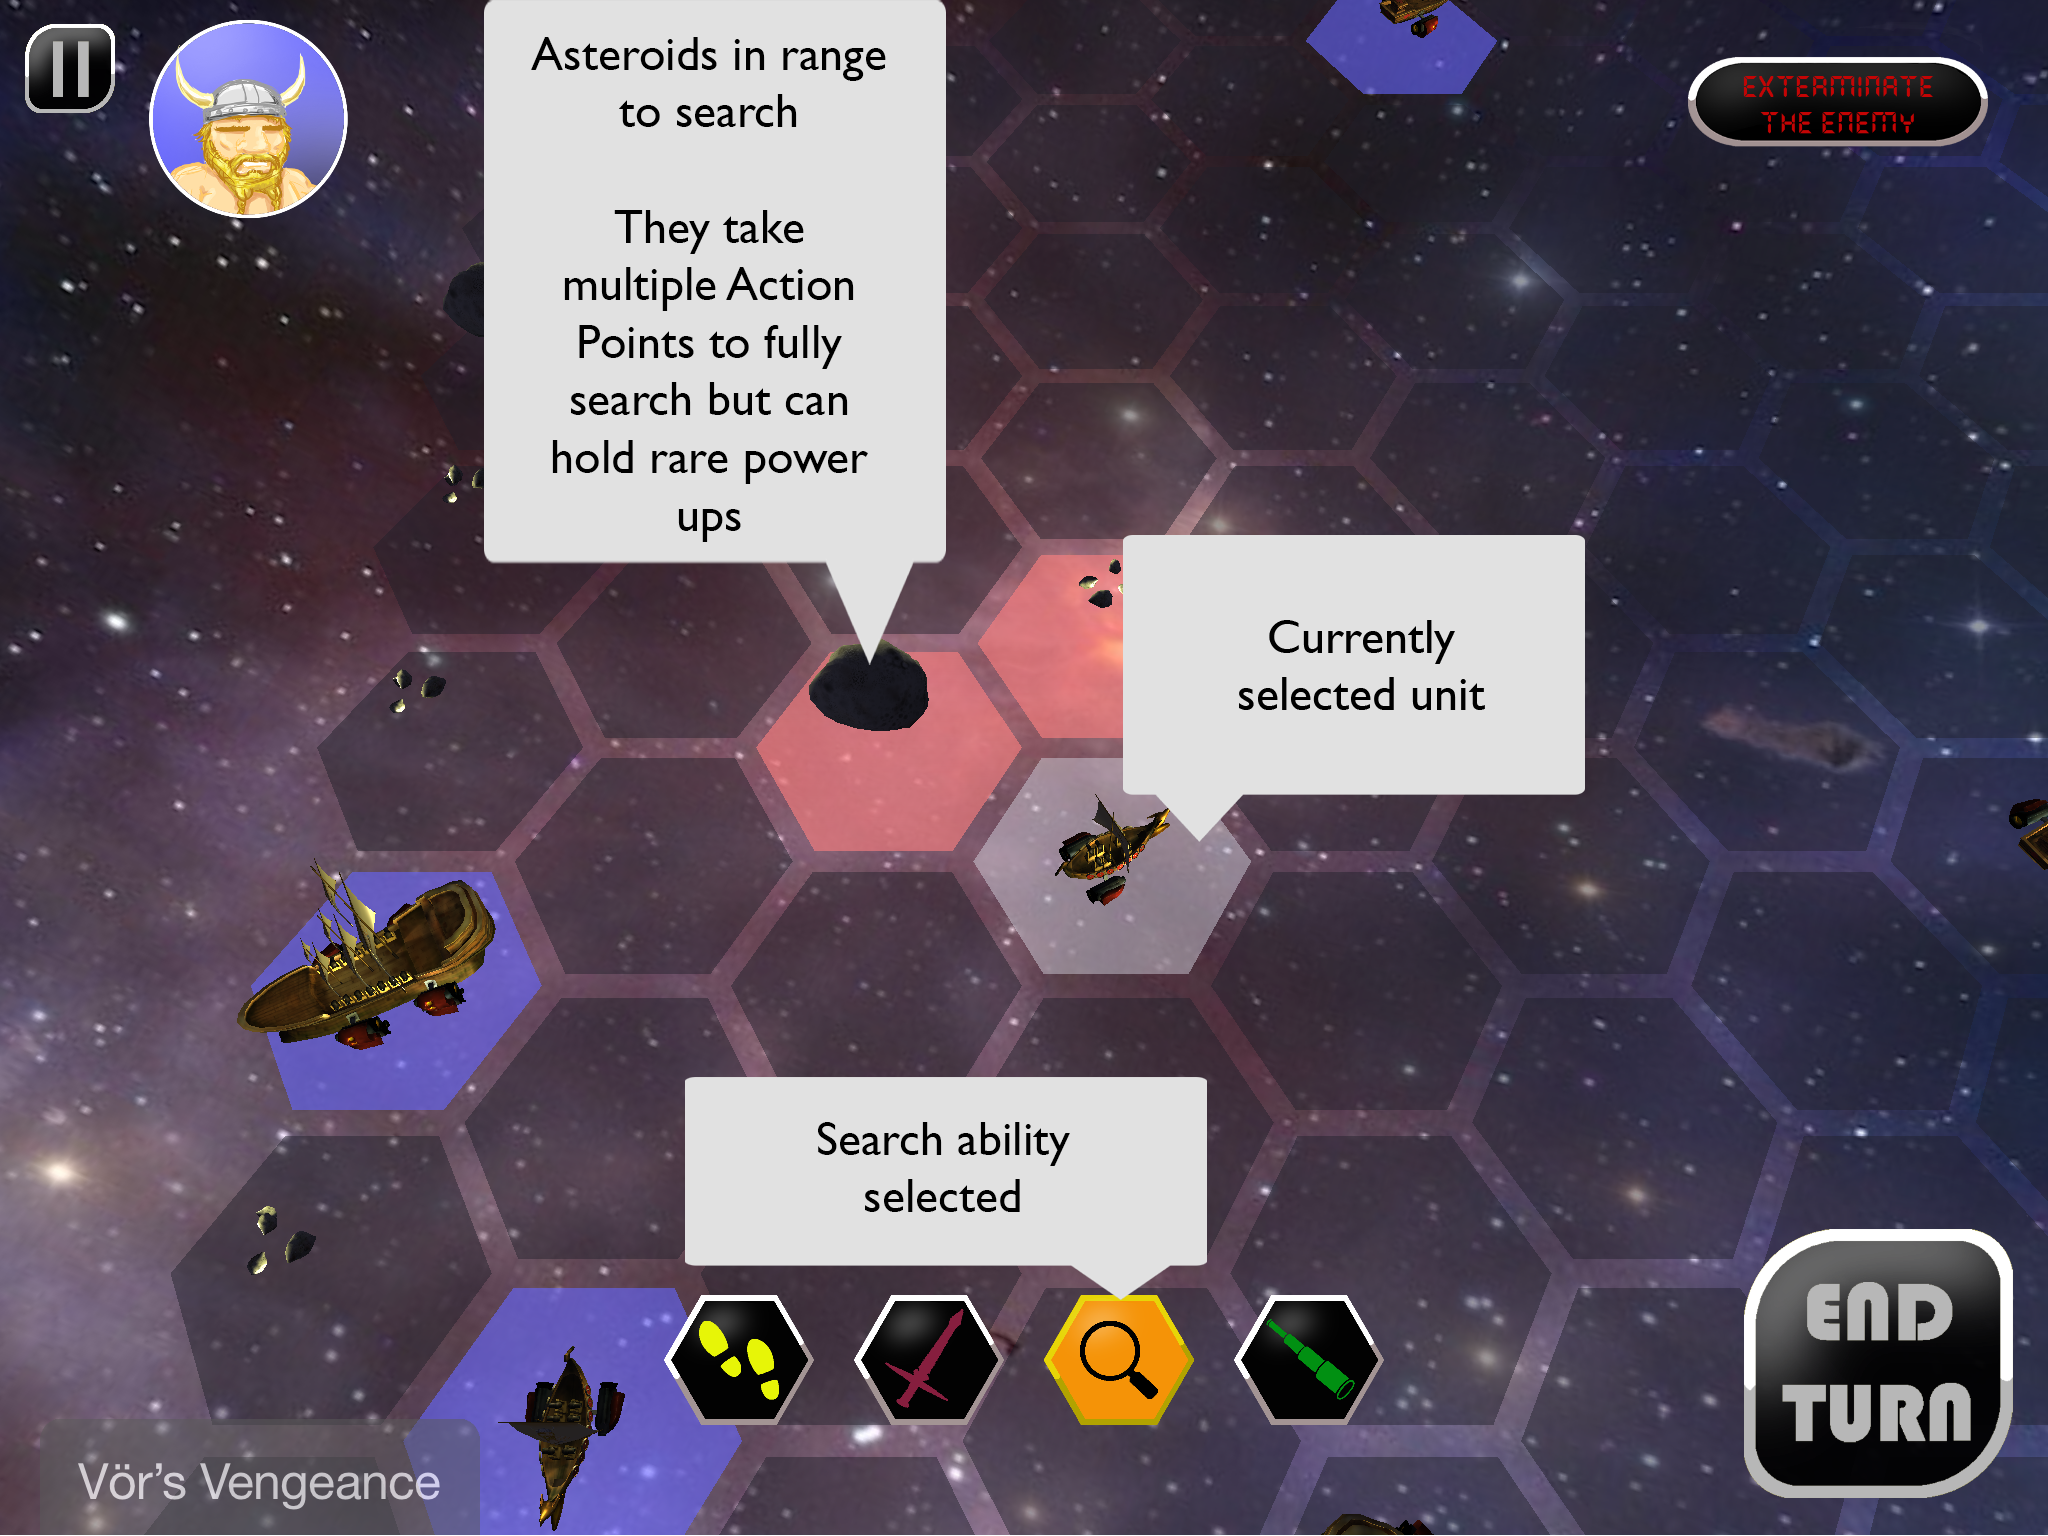 Asteroids in range
to search
They take
multiple Action
Points to fully
search but can
hold rare power
ups
EXTERMINATE
THE ENEMY
Currently
selected unit
Search ability
selected
END
TURN
Vör's Vengeance